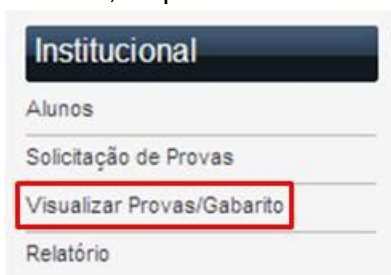 Institucional
Alunos
Solicitação de Provas
Visualizar Provas/Gabarito
Relatório